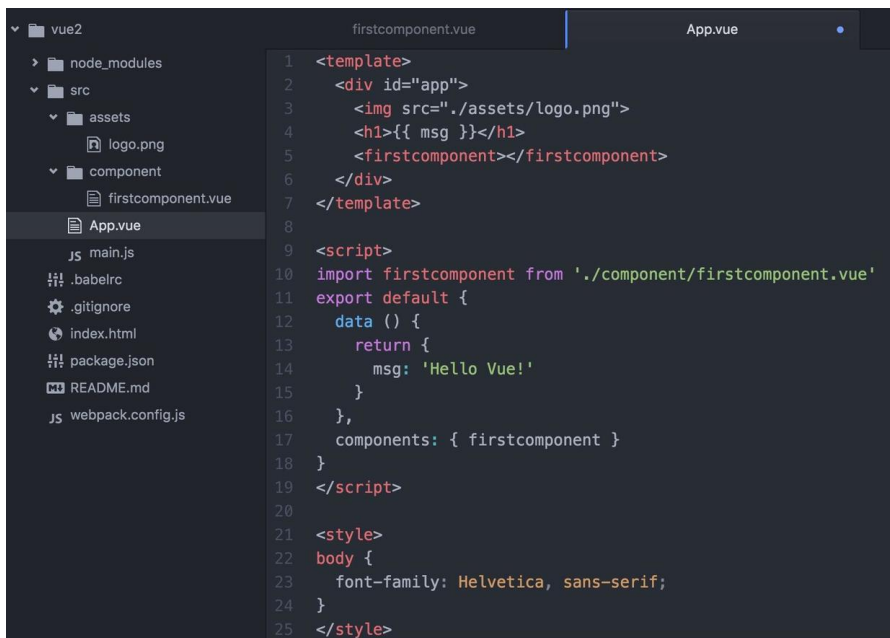 vue2
node_modules
src
assets
logo.png
component
firstcomponent.vue
App.vue
JS main.js
.babelrc
.gitignore
index.html
package.json
README.md
JS webpack.config.js
firstcomponent.vue
App.vue
1 <template>
2   <div id="app">
3     <img src="./assets/logo.png">
4     <h1>{{ msg }}</h1>
5     <firstcomponent></firstcomponent>
6   </div>
7 </template>
8
9 <script>
10 import firstcomponent from './component/firstcomponent.vue'
11 export default {
12   data () {
13     return {
14       msg: 'Hello Vue!'
15     }
16   },
17   components: { firstcomponent }
18 }
19 </script>
20
21 <style>
22 body {
23   font-family: Helvetica, sans-serif;
24 }
25 </style>